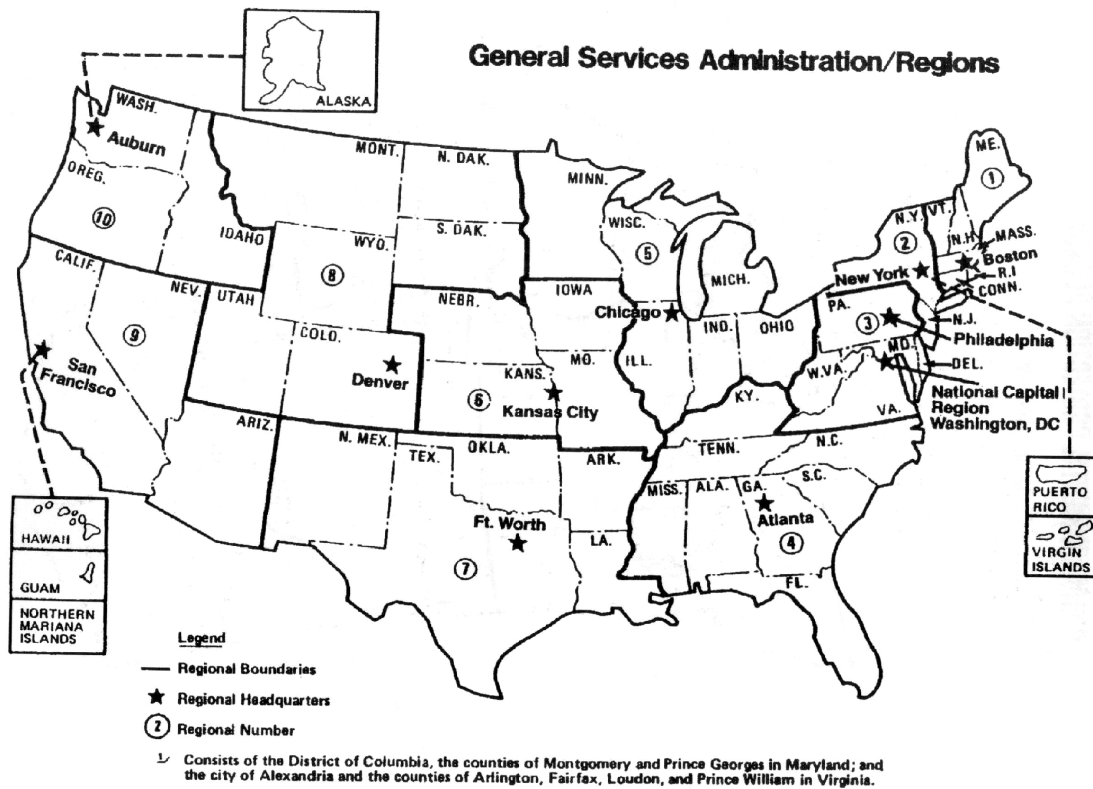 General Services Administration/Regions
ALASKA
WASH.
Auburn
OREG.
10
IDAHO
MONT.
N. DAK.
S. DAK.
WYO.
8
MINN.
WISC.
5
MICH.
ME.
1
N.Y.
VT.
2
N.H.
MASS.
Boston
New York
R.I
CONN.
CALIF.
NEV.
UTAH
9
San
Francisco
COLO.
Denver
NEBR.
IOWA
Chicago
ILL.
IND.
OHIO
PA.
3
N.J.
Philadelphia
MD.
DEL.
W.VA.
VA.
National Capital
Region
Washington, DC
KANS.
MO.
6
Kansas City
KY.
ARIZ.
N. MEX.
TEX.
OKLA.
ARK.
TENN.
N.C.
S.C.
MISS.
ALA.
GA.
Atlanta
4
Ft. Worth
7
LA.
FL.
HAWAII
GUAM
NORTHERN
MARIANA
ISLANDS
PUERTO
RICO
VIRGIN
ISLANDS
Legend
Regional Boundaries
Regional Headquarters
2 Regional Number
1/ Consists of the District of Columbia, the counties of Montgomery and Prince Georges in Maryland; and
the city of Alexandria and the counties of Arlington, Fairfax, Loudon, and Prince William in Virginia.